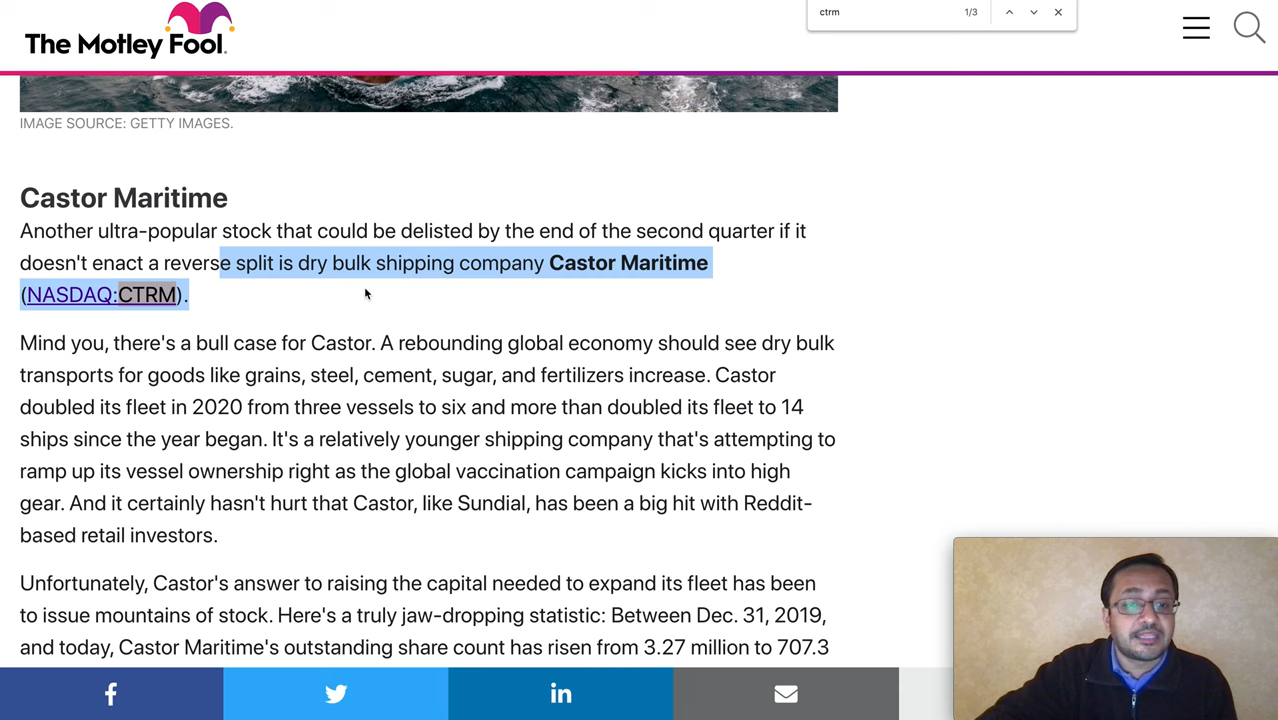 ctrm 1/3
The Motley Fool.
IMAGE SOURCE: GETTY IMAGES.
Castor Maritime
Another ultra-popular stock that could be delisted by the end of the second quarter if it
doesn't enact a reverse split is dry bulk shipping company Castor Maritime
(NASDAQ:CTRM).
Mind you, there's a bull case for Castor. A rebounding global economy should see dry bulk
transports for goods like grains, steel, cement, sugar, and fertilizers increase. Castor
doubled its fleet in 2020 from three vessels to six and more than doubled its fleet to 14
ships since the year began. It's a relatively younger shipping company that's attempting to
ramp up its vessel ownership right as the global vaccination campaign kicks into high
gear. And it certainly hasn't hurt that Castor, like Sundial, has been a big hit with Reddit-
based retail investors.
Unfortunately, Castor's answer to raising the capital needed to expand its fleet has been
to issue mountains of stock. Here's a truly jaw-dropping statistic: Between Dec. 31, 2019,
and today, Castor Maritime's outstanding share count has risen from 3.27 million to 707.3